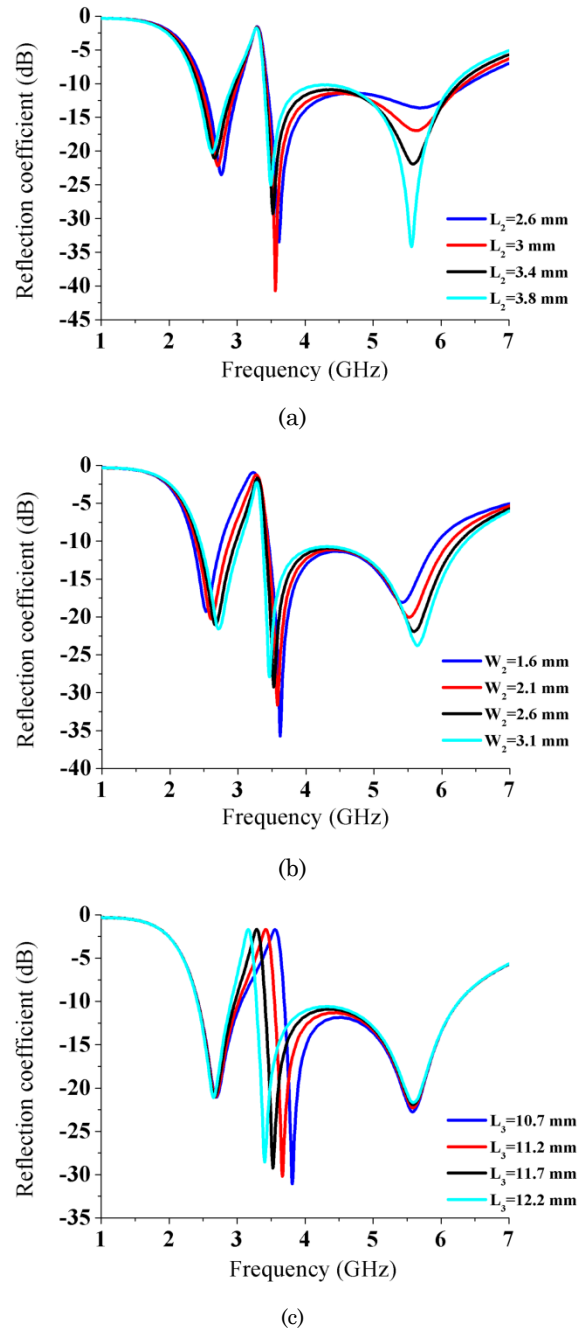 0
-5
-10
-15
-20
-25
-30
-35
-40
-45
Reflection coefficient (dB)
L2=2.6 mm
L2=3 mm
L2=3.4 mm
L2=3.8 mm
1 2 3 4 5 6 7
Frequency (GHz)
(a)
0
-5
-10
-15
-20
-25
-30
-35
-40
Reflection coefficient (dB)
W2=1.6 mm
W2=2.1 mm
W2=2.6 mm
W2=3.1 mm
1 2 3 4 5 6 7
Frequency (GHz)
(b)
0
-5
-10
-15
-20
-25
-30
-35
Reflection coefficient (dB)
L3=10.7 mm
L3=11.2 mm
L3=11.7 mm
L3=12.2 mm
1 2 3 4 5 6 7
Frequency (GHz)
(c)